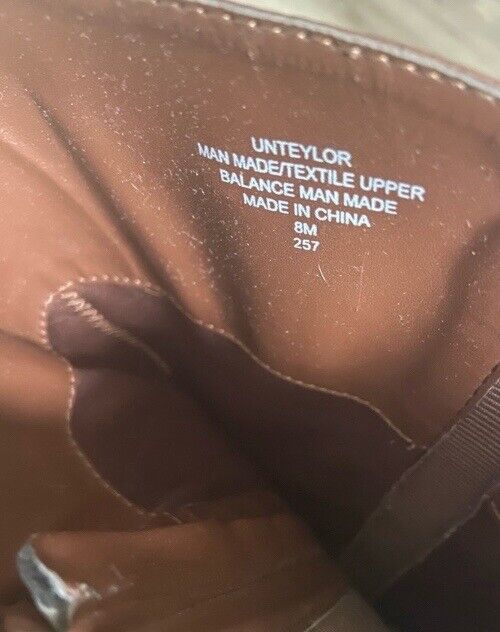 UNTEYLOR
MAN MADE/TEXTILE UPPER
BALANCE MAN MADE
MADE IN CHINA
8M
257